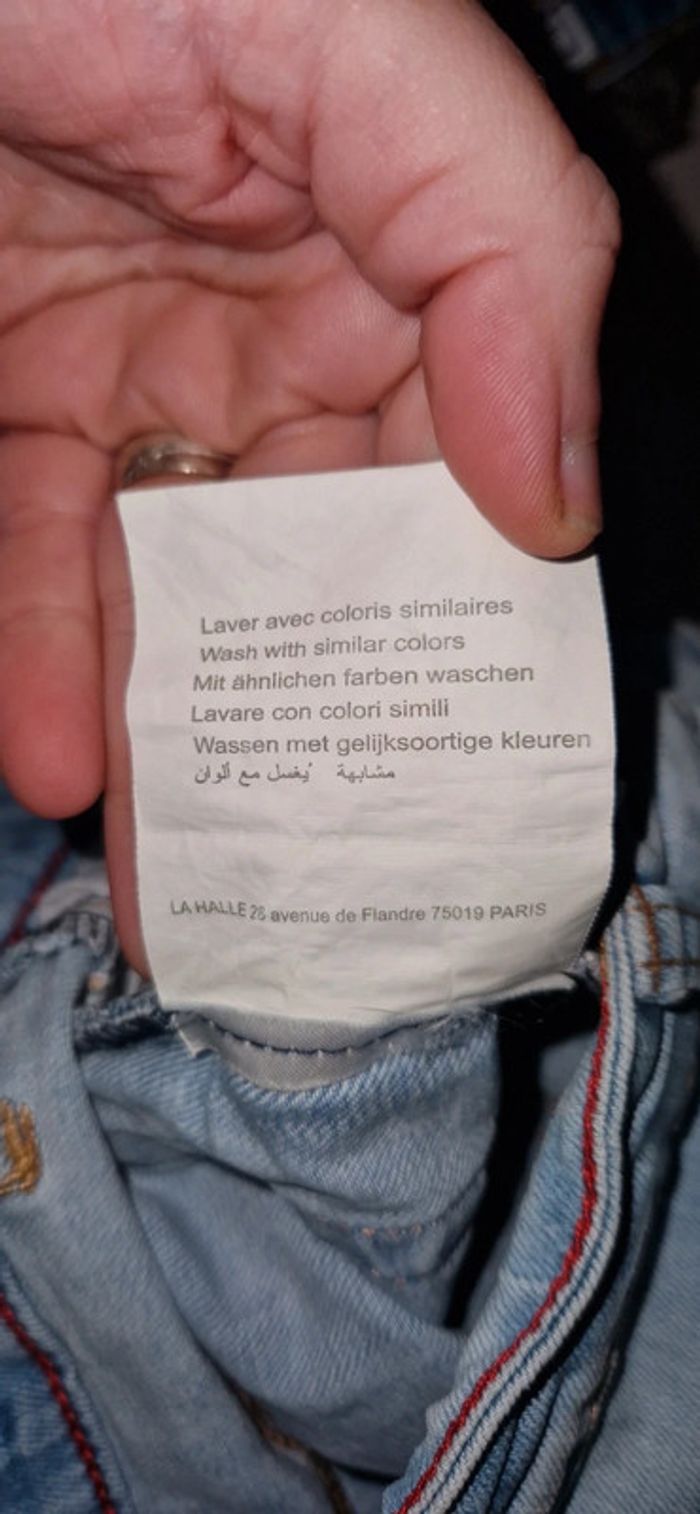 Laver avec coloris similaires
Wash with similar colors
Mit ähnlichen farben waschen
Lavare con colori simili
Wassen met gelijksoortige kleuren
مشابهة يُغسل مع ألوان
LA HALLE 28 avenue de Flandre 75019 PARIS